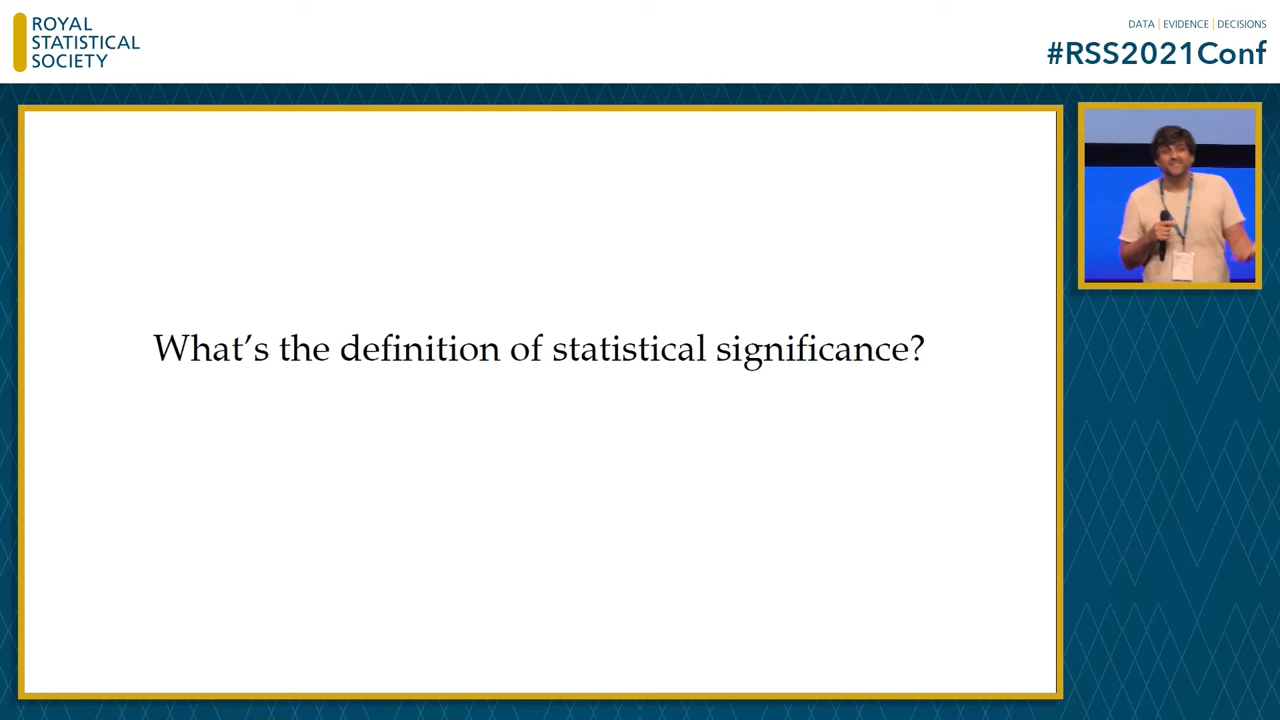 ROYAL
STATISTICAL
SOCIETY
DATA | EVIDENCE | DECISIONS
#RSS2021Conf
What's the definition of statistical significance?